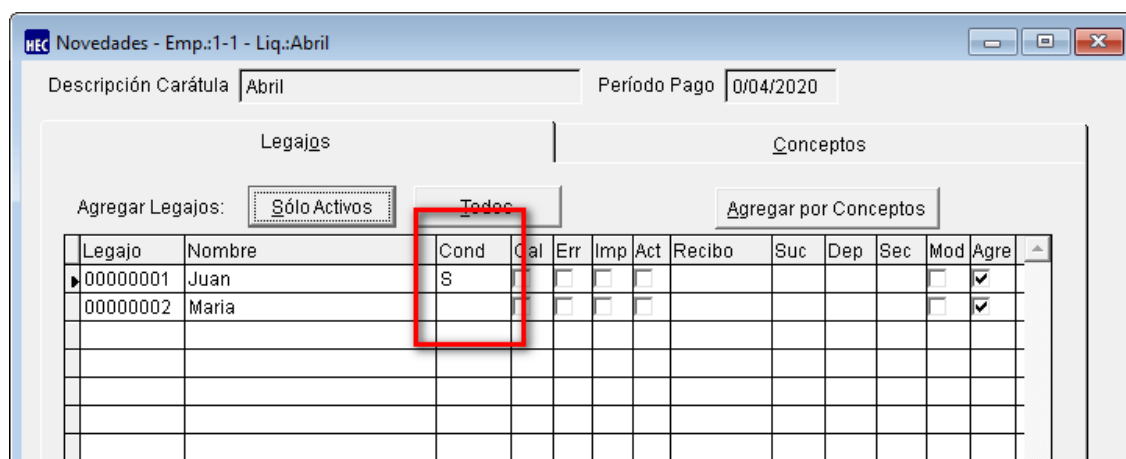 HEC Novedades - Emp.:1-1 - Liq.:Abril
Descripción Carátula Abril Período Pago 0/04/2020
Legajos Conceptos
Agregar Legajos: Sólo Activos Todos Agregar por Conceptos
Legajo Nombre Cond Cal Err Imp Act Recibo Suc Dep Sec Mod Agre
00000001 Juan S
00000002 Maria